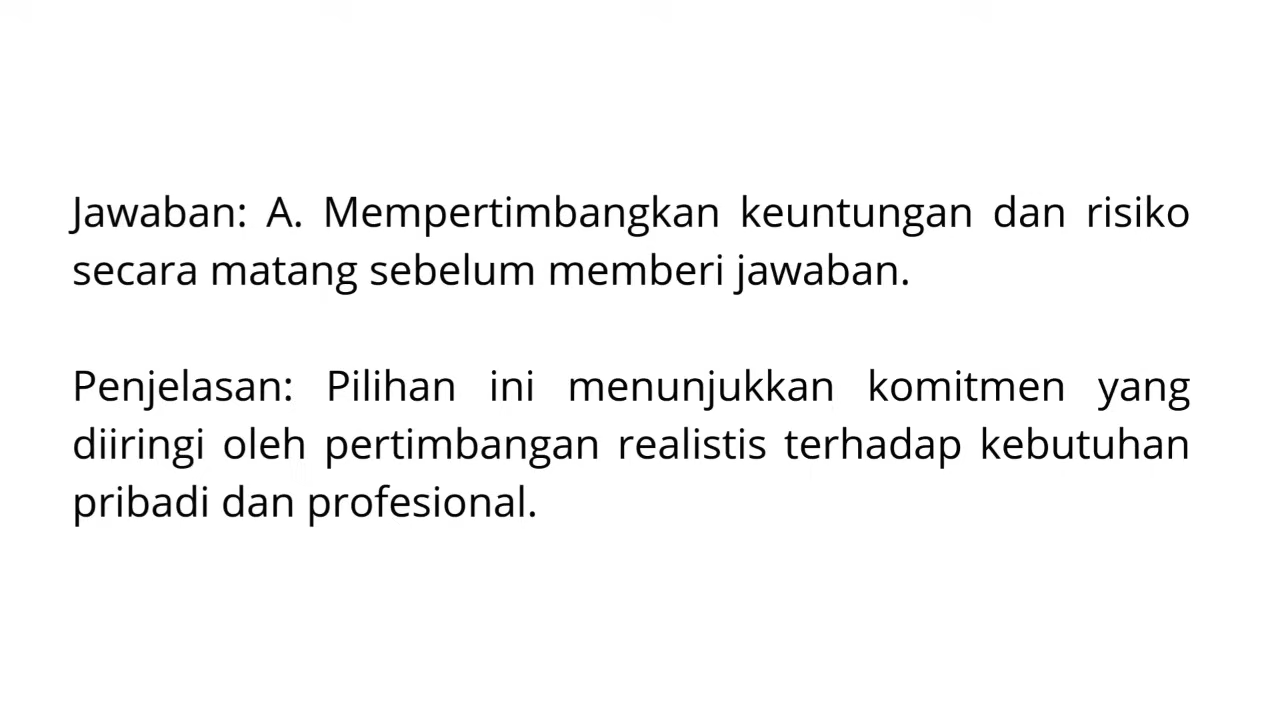 Jawaban: A. Mempertimbangkan keuntungan dan risiko
secara matang sebelum memberi jawaban.
Penjelasan: Pilihan ini menunjukkan komitmen yang
diiringi oleh pertimbangan realistis terhadap kebutuhan
pribadi dan profesional.